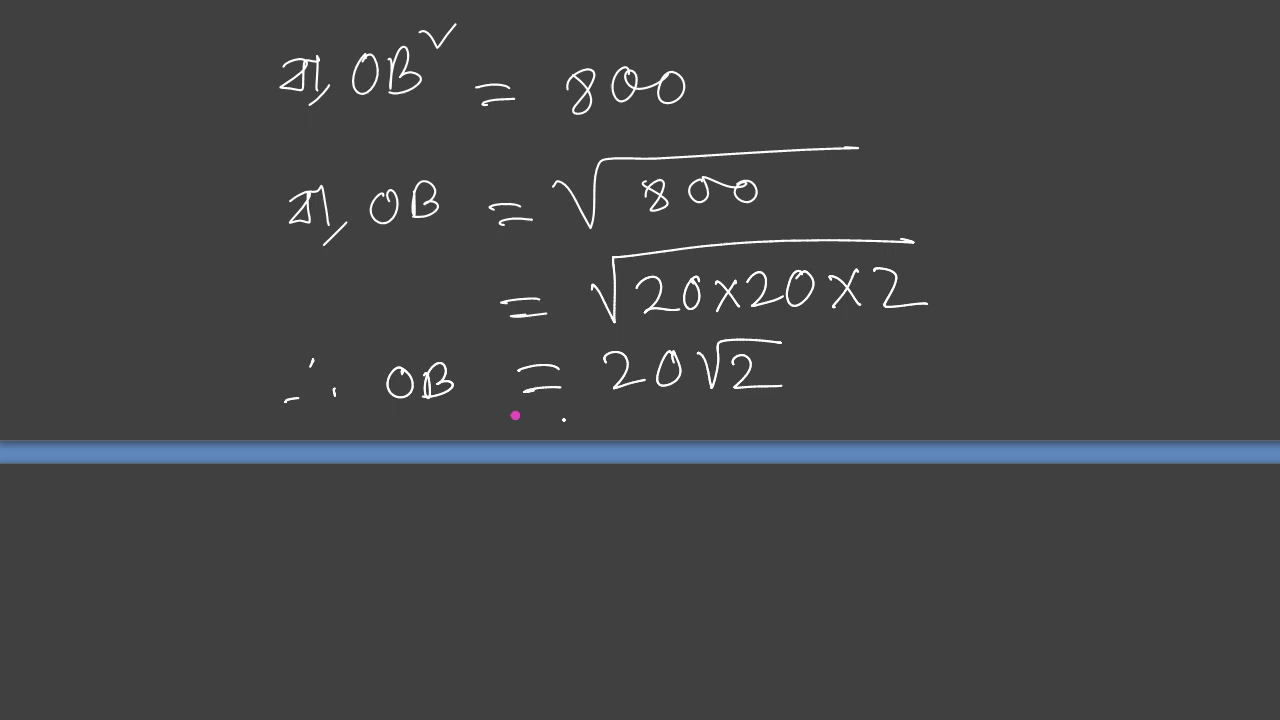 বা, OB² = 800
বা, OB = √800
= √20×20×2
∴ OB = 20√2